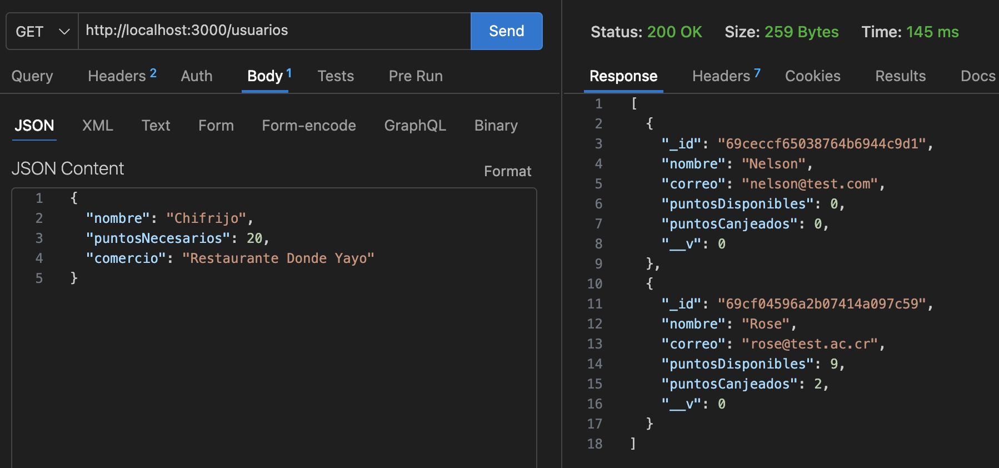 GET http://localhost:3000/usuarios Send
Query Headers 2 Auth Body 1 Tests Pre Run
JSON XML Text Form Form-encode GraphQL Binary
JSON Content Format
1 {
2 "nombre": "Chifrijo",
3 "puntosNecesarios": 20,
4 "comercio": "Restaurante Donde Yayo"
5 }
Status: 200 OK Size: 259 Bytes Time: 145 ms
Response Headers 7 Cookies Results Docs
1 [
2 {
3 "_id": "69ceccf65038764b6944c9d1",
4 "nombre": "Nelson",
5 "correo": "nelson@test.com",
6 "puntosDisponibles": 0,
7 "puntosCanjeados": 0,
8 "__v": 0
9 },
10 {
11 "_id": "69cf04596a2b07414a097c59",
12 "nombre": "Rose",
13 "correo": "rose@test.ac.cr",
14 "puntosDisponibles": 9,
15 "puntosCanjeados": 2,
16 "__v": 0
17 }
18 ]